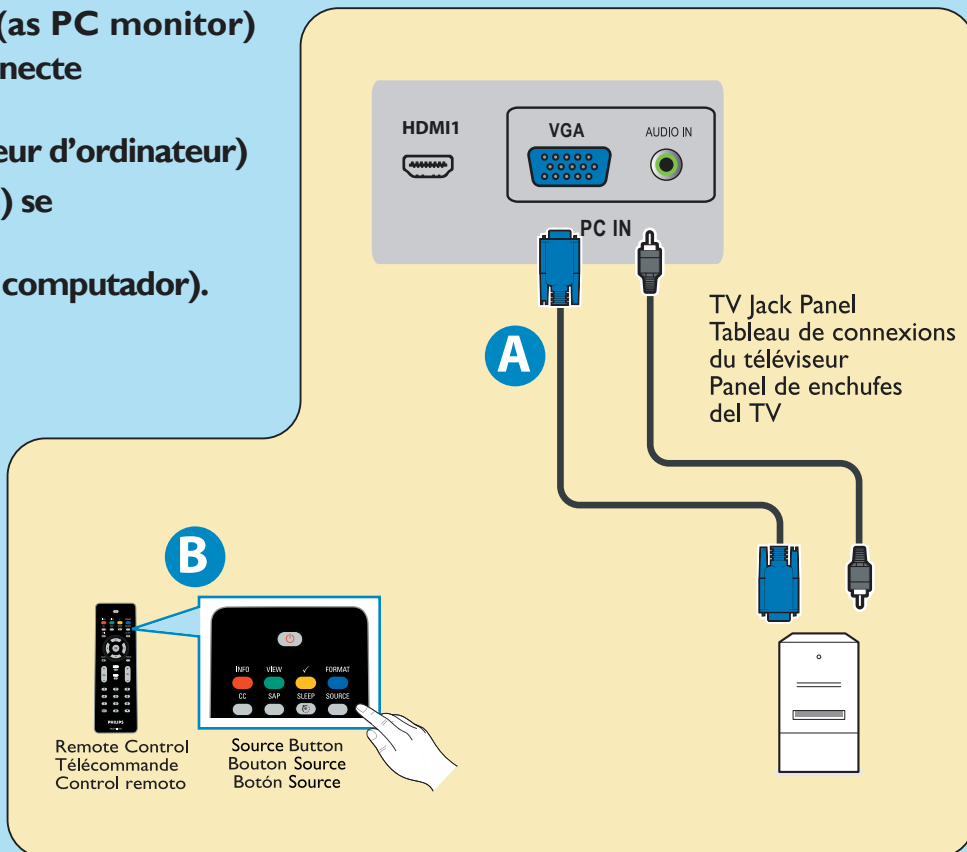 (as PC monitor)
necte
eur d’ordinateur)
) se
computador).
HDMI1
VGA
AUDIO IN
PC IN
A
TV Jack Panel
Tableau de connexions
du téléviseur
Panel de enchufes
del TV
B
INFO VIEW ✓ FORMAT
CC SAP SLEEP SOURCE
PHILIPS
Remote Control
Télécommande
Control remoto
Source Button
Bouton Source
Botón Source